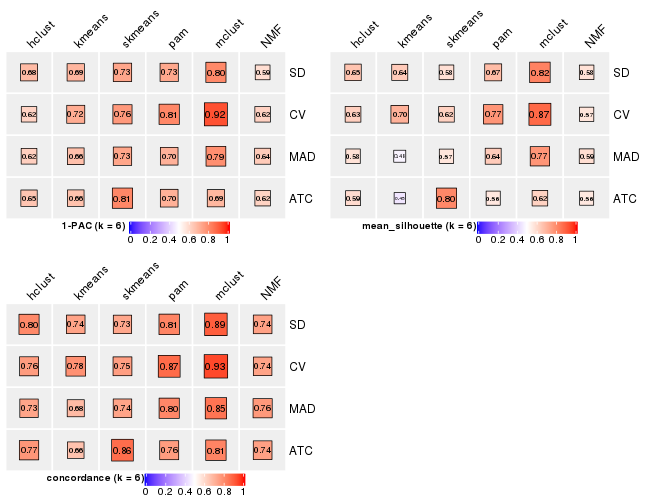 hclust kmeans skmeans pam mclust NMF
0.68 0.69 0.73 0.73 0.80 0.59 SD
0.62 0.72 0.76 0.81 0.92 0.62 CV
0.62 0.66 0.73 0.70 0.79 0.64 MAD
0.65 0.66 0.81 0.70 0.69 0.62 ATC
1-PAC (k = 6)
0 0.2 0.4 0.6 0.8 1
hclust kmeans skmeans pam mclust NMF
0.65 0.64 0.58 0.67 0.82 0.58 SD
0.63 0.70 0.62 0.77 0.87 0.57 CV
0.58 0.57 0.64 0.77 0.59 MAD
0.59 0.45 0.80 0.56 0.62 0.56 ATC
mean_silhouette (k = 6)
0 0.2 0.4 0.6 0.8 1
hclust kmeans skmeans pam mclust NMF
0.80 0.74 0.73 0.81 0.89 0.74 SD
0.76 0.78 0.75 0.87 0.93 0.74 CV
0.73 0.68 0.74 0.80 0.85 0.76 MAD
0.77 0.66 0.86 0.76 0.81 0.74 ATC
concordance (k = 6)
0 0.2 0.4 0.6 0.8 1